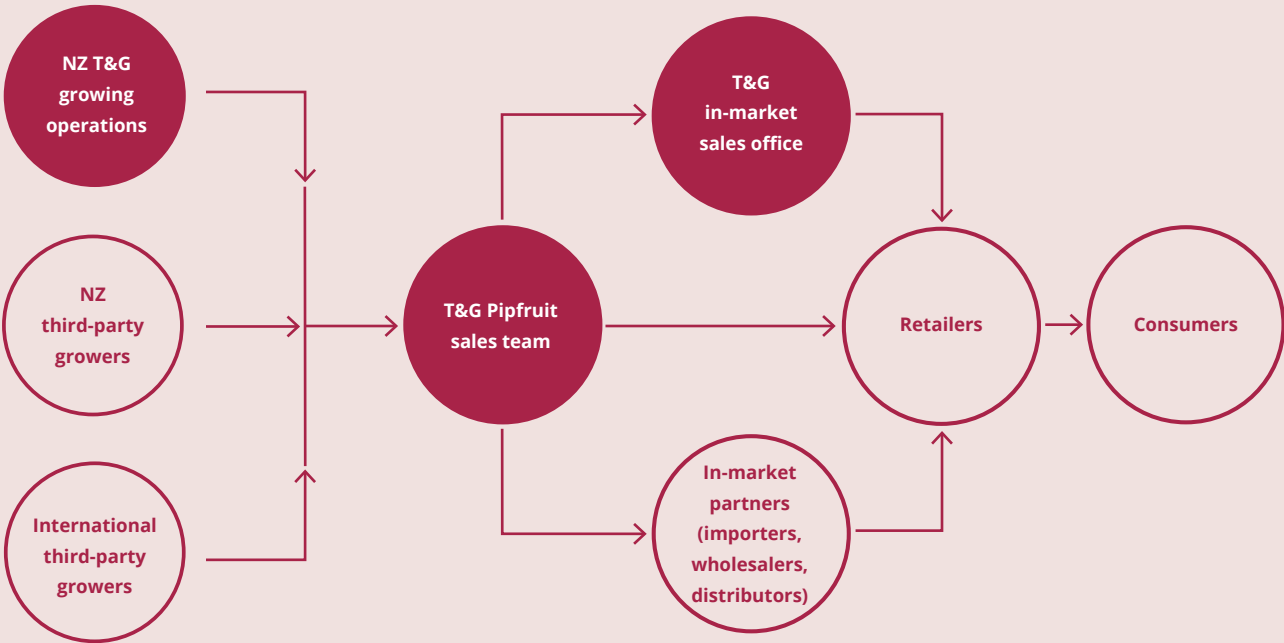 NZ T&G
growing
operations
NZ
third-party
growers
International
third-party
growers
T&G Pipfruit
sales team
T&G
in-market
sales office
In-market
partners
(importers,
wholesalers,
distributors)
Retailers
Consumers